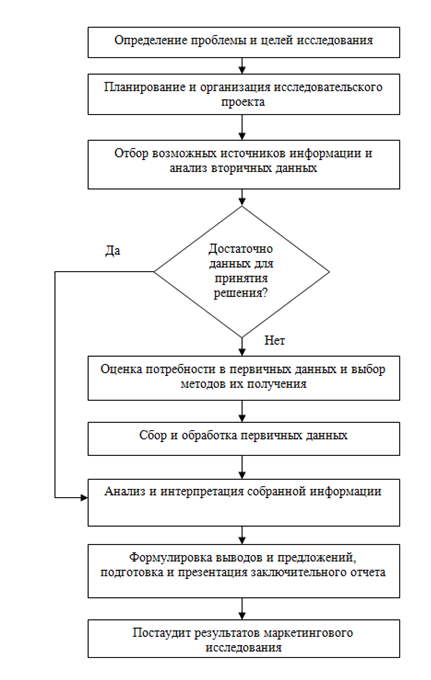 Определение проблемы и целей исследования
Планирование и организация исследовательского
проекта
Отбор возможных источников информации и
анализ вторичных данных
Да
Достаточно
данных для
принятия
решения?
Нет
Оценка потребности в первичных данных и выбор
методов их получения
Сбор и обработка первичных данных
Анализ и интерпретация собранной информации
Формулировка выводов и предложений,
подготовка и презентация заключительного отчета
Постаудит результатов маркетингового
исследования